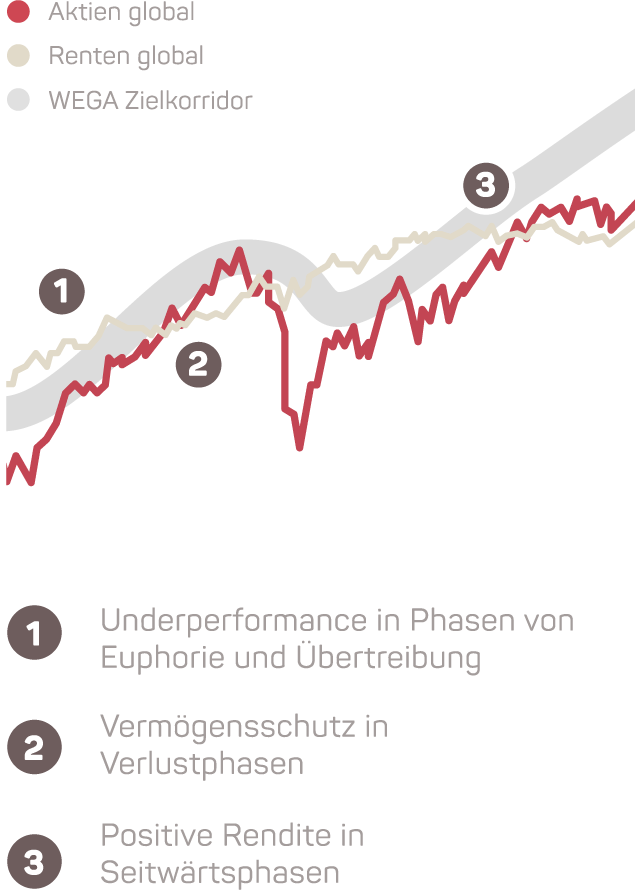 Aktien global
Renten global
WEGA Zielkorridor
3
1
2
1 Underperformance in Phasen von
Euphorie und Übertreibung
2 Vermögensschutz in
Verlustphasen
3 Positive Rendite in
Seitwärtsphasen